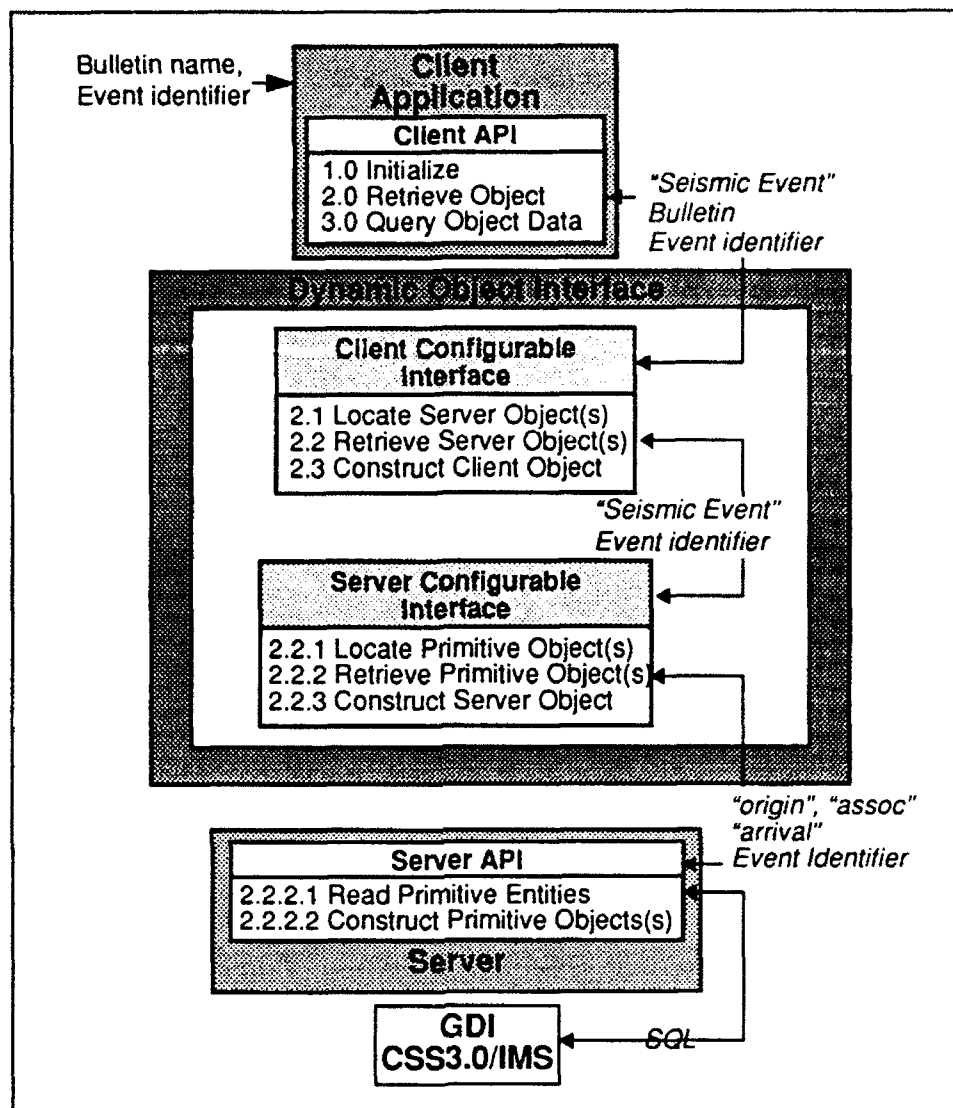 Bulletin name,
Event identifier
Client
Application
Client API
1.0 Initialize
2.0 Retrieve Object
3.0 Query Object Data
“Seismic Event”
Bulletin
Event identifier
Dynamic Object Interface
Client Configurable
Interface
2.1 Locate Server Object(s)
2.2 Retrieve Server Object(s)
2.3 Construct Client Object
“Seismic Event”
Event identifier
Server Configurable
Interface
2.2.1 Locate Primitive Object(s)
2.2.2 Retrieve Primitive Object(s)
2.2.3 Construct Server Object
“origin”, “assoc”
“arrival”
Event Identifier
Server API
2.2.2.1 Read Primitive Entities
2.2.2.2 Construct Primitive Objects(s)
Server
GDI
CSS3.0/IMS
SQL